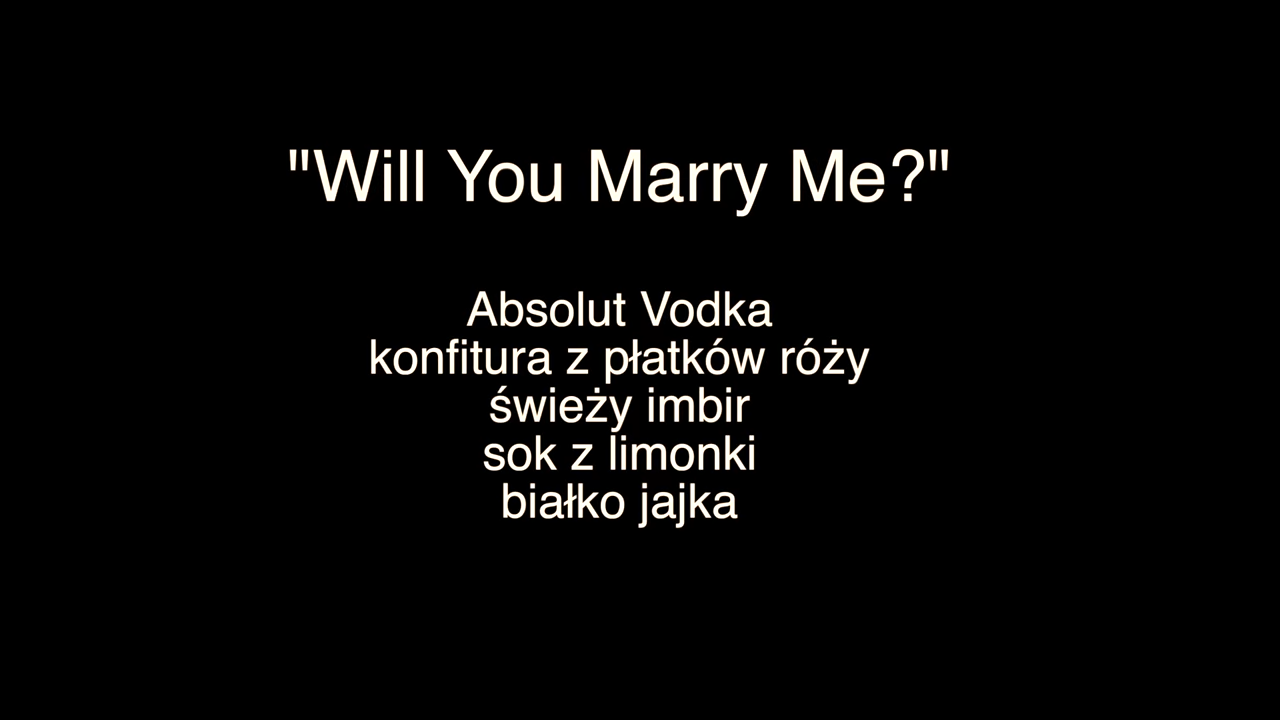 "Will You Marry Me?"
Absolut Vodka
konfitura z płatków róży
świeży imbir
sok z limonki
białko jajka